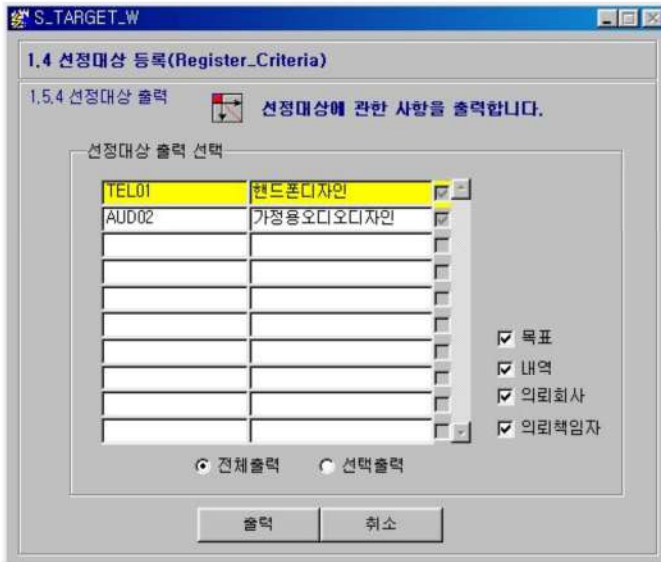 S_TARGET_W
1.4 선정대상 등록(Register_Criteria)
1.5.4 선정대상 출력
선정대상에 관한 사항을 출력합니다.
선정대상 출력 선택
TEL01 핸드폰디자인
AUD02 가정용오디오디자인
목표
내역
의뢰회사
의뢰책임자
전체출력 선택출력
출력 취소